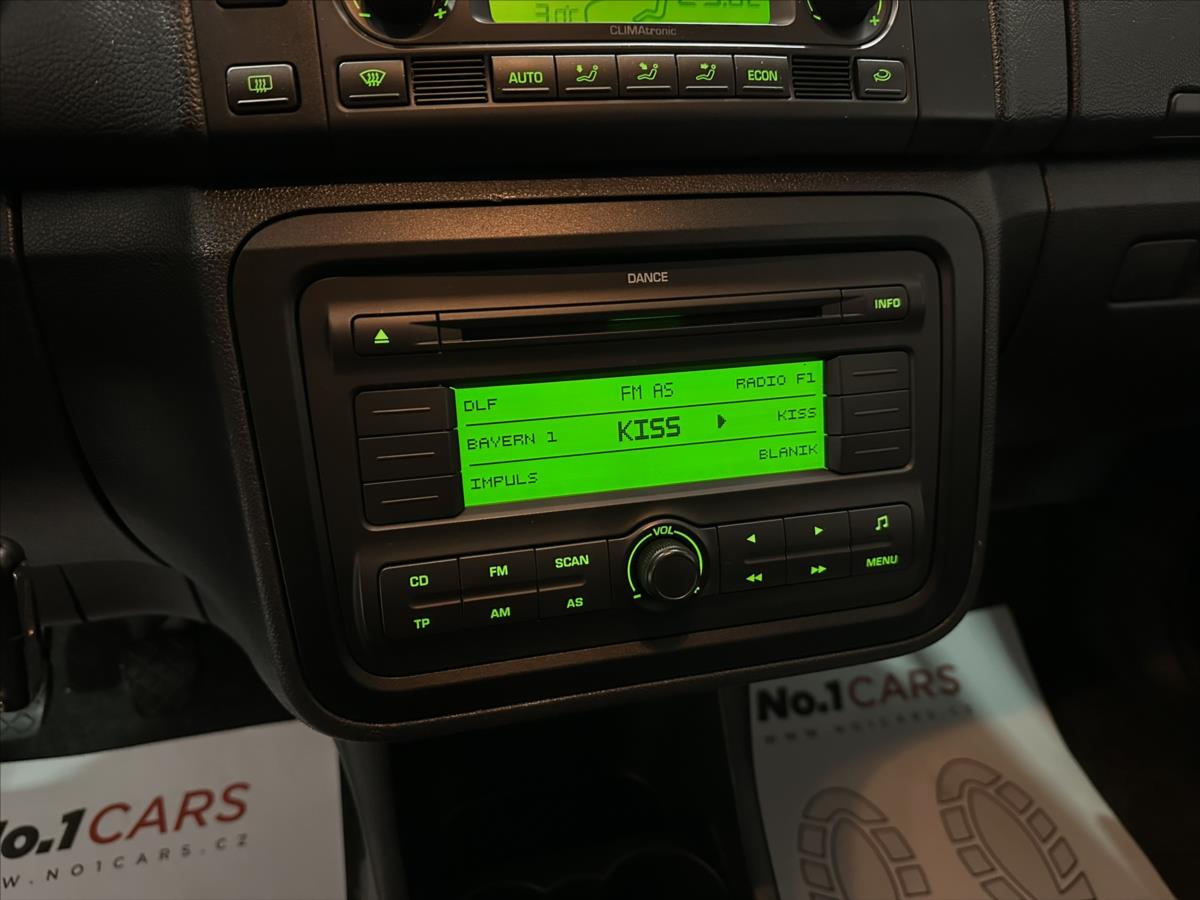 CLIMAtronic
AUTO
ECON
DANCE
INFO
DLF FM AS RADIO F1
BAYERN 1 KISS KISS
IMPULS BLANIK
VOL
CD FM SCAN
TP AM AS
MENU
No.1CARS
WWW.NO1CARS.CZ
No.1CARS
W.NO1CARS.CZ